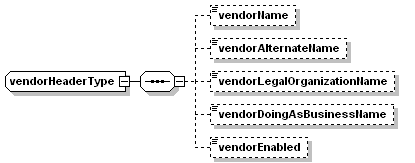 vendorName
vendorAlternateName
vendorHeaderType
vendorLegalOrganizationName
vendorDoingAsBusinessName
vendorEnabled